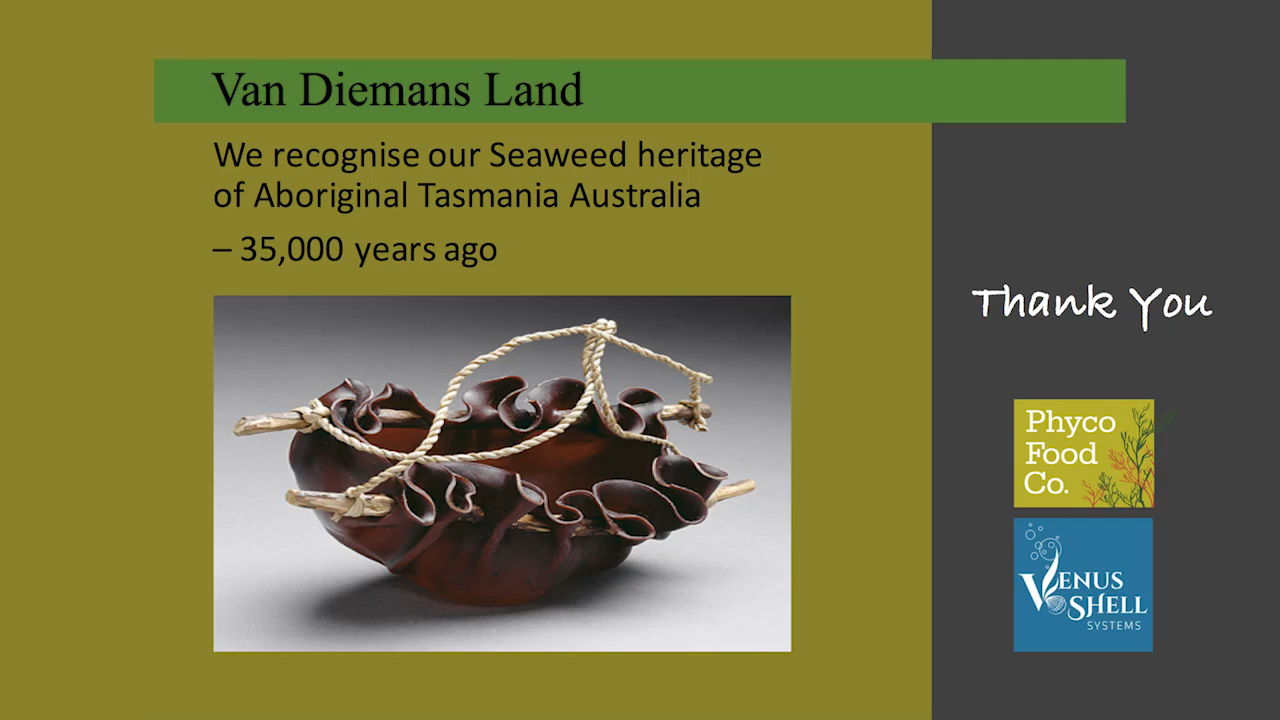 Van Diemans Land
We recognise our Seaweed heritage
of Aboriginal Tasmania Australia
– 35,000 years ago
Thank You
Phyco
Food
Co.
VENUS
SHELL
SYSTEMS